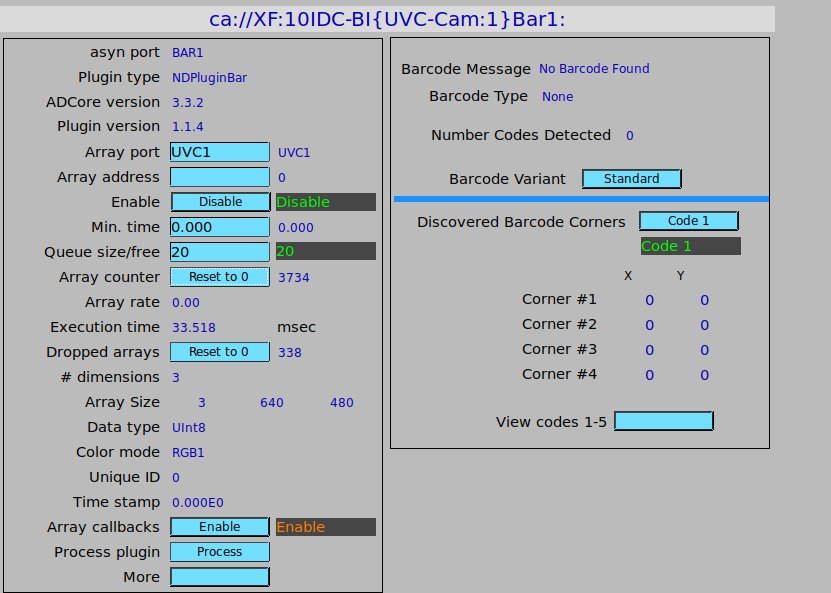 ca://XF:10IDC-BI{UVC-Cam:1}Bar1:
asyn port BAR1
Plugin type NDPluginBar
ADCore version 3.3.2
Plugin version 1.1.4
Array port UVC1 UVC1
Array address 0
Enable Disable Disable
Min. time 0.000 0.000
Queue size/free 20 20
Array counter Reset to 0 3734
Array rate 0.00
Execution time 33.518 msec
Dropped arrays Reset to 0 338
# dimensions 3
Array Size 3 640 480
Data type UInt8
Color mode RGB1
Unique ID 0
Time stamp 0.000E0
Array callbacks Enable Enable
Process plugin Process
More
Barcode Message No Barcode Found
Barcode Type None
Number Codes Detected 0
Barcode Variant Standard
Discovered Barcode Corners Code 1
Code 1
X Y
Corner #1 0 0
Corner #2 0 0
Corner #3 0 0
Corner #4 0 0
View codes 1-5